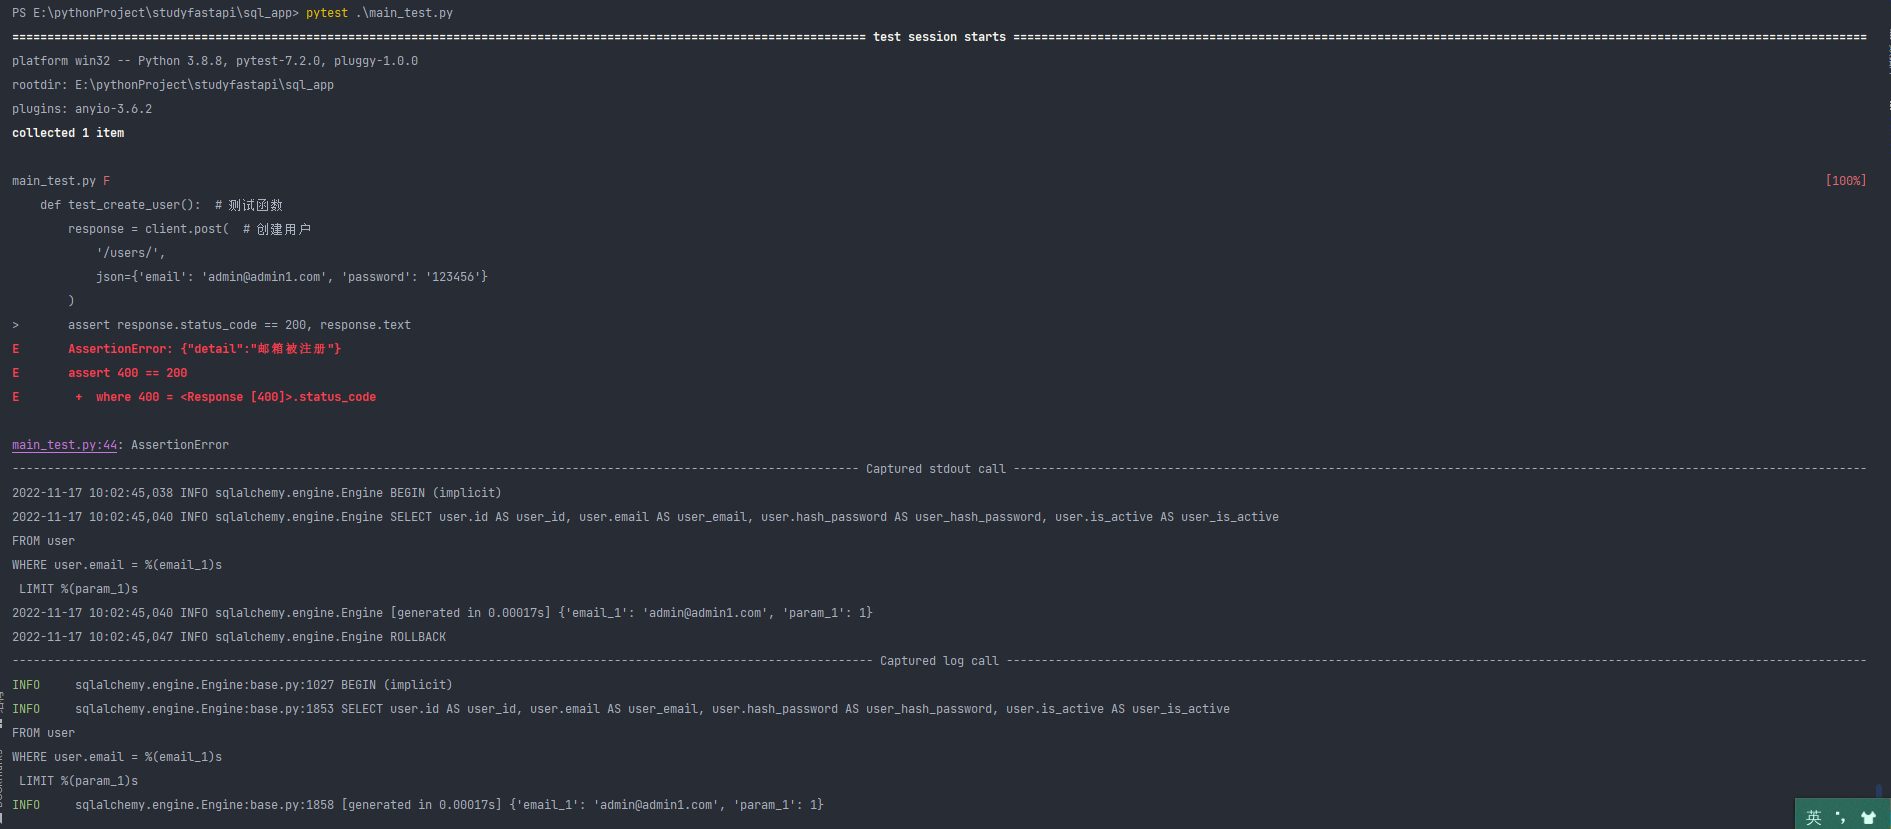 PS E:\pythonProject\studyfastapi\sql_app> pytest .\main_test.py
========================================================================================================================== test session starts ==========================================================================================================================
platform win32 -- Python 3.8.8, pytest-7.2.0, pluggy-1.0.0
rootdir: E:\pythonProject\studyfastapi\sql_app
plugins: anyio-3.6.2
collected 1 item
main_test.py F [100%]
def test_create_user():  # 测试函数
response = client.post(  # 创建用户
'/users/',
json={'email': 'admin@admin1.com', 'password': '123456'}
)
>       assert response.status_code == 200, response.text
E       AssertionError: {"detail":"邮箱被注册"}
E       assert 400 == 200
E        +  where 400 = <Response [400]>.status_code
main_test.py:44: AssertionError
------------------------------------------------------------------------------------------------------------------------- Captured stdout call --------------------------------------------------------------------------------------------------------------------------
2022-11-17 10:02:45,038 INFO sqlalchemy.engine.Engine BEGIN (implicit)
2022-11-17 10:02:45,040 INFO sqlalchemy.engine.Engine SELECT user.id AS user_id, user.email AS user_email, user.hash_password AS user_hash_password, user.is_active AS user_is_active
FROM user
WHERE user.email = %(email_1)s
LIMIT %(param_1)s
2022-11-17 10:02:45,040 INFO sqlalchemy.engine.Engine [generated in 0.00017s] {'email_1': 'admin@admin1.com', 'param_1': 1}
2022-11-17 10:02:45,047 INFO sqlalchemy.engine.Engine ROLLBACK
--------------------------------------------------------------------------------------------------------------------------- Captured log call ---------------------------------------------------------------------------------------------------------------------------
INFO     sqlalchemy.engine.Engine:base.py:1027 BEGIN (implicit)
INFO     sqlalchemy.engine.Engine:base.py:1853 SELECT user.id AS user_id, user.email AS user_email, user.hash_password AS user_hash_password, user.is_active AS user_is_active
FROM user
WHERE user.email = %(email_1)s
LIMIT %(param_1)s
INFO     sqlalchemy.engine.Engine:base.py:1858 [generated in 0.00017s] {'email_1': 'admin@admin1.com', 'param_1': 1}
英